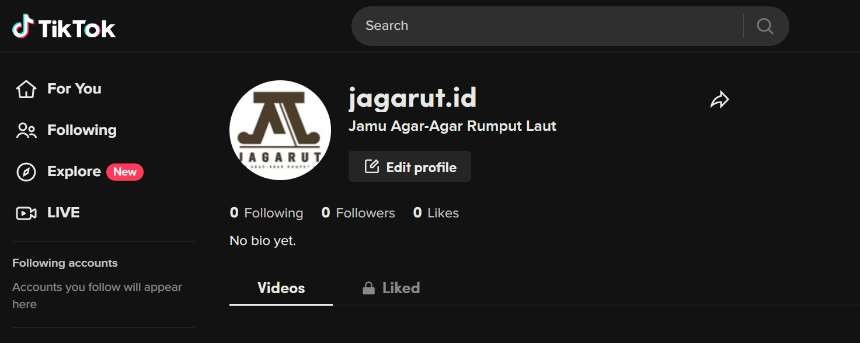 TikTok
Search
For You
Following
Explore New
LIVE
Following accounts
Accounts you follow will appear
here
JAGARUT
jagarut.id
Jamu Agar-Agar Rumput Laut
Edit profile
0 Following 0 Followers 0 Likes
No bio yet.
Videos Liked